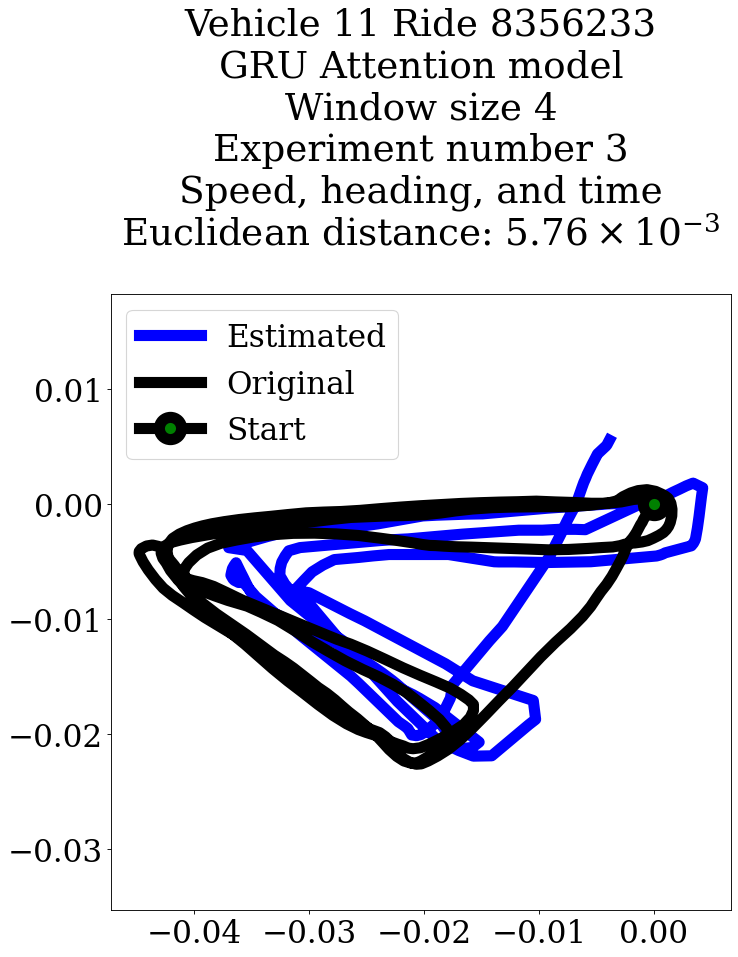 Vehicle 11 Ride 8356233
GRU Attention model
Window size 4
Experiment number 3
Speed, heading, and time
Euclidean distance: 5.76 × 10⁻³
Estimated
Original
Start
0.01
0.00
−0.01
−0.02
−0.03
−0.04 −0.03 −0.02 −0.01 0.00